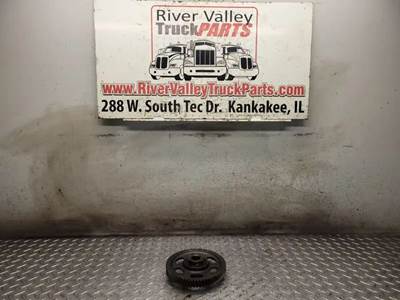 River Valley
Truck PARTS
www.RiverValleyTruckParts.com
288 W. South Tec Dr. Kankakee, IL